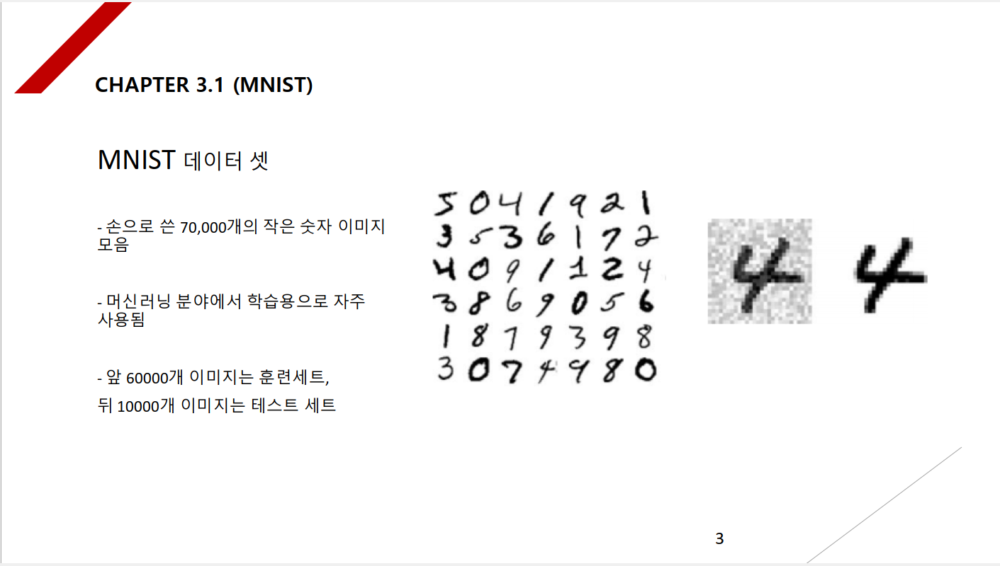 CHAPTER 3.1 (MNIST)
MNIST 데이터 셋
- 손으로 쓴 70,000개의 작은 숫자 이미지
모음
- 머신러닝 분야에서 학습용으로 자주
사용됨
- 앞 60000개 이미지는 훈련세트,
뒤 10000개 이미지는 테스트 세트
5 0 4 1 9 2 1
3 5 3 6 1 7 2
4 0 9 1 1 2 4
3 8 6 9 0 5 6
1 8 7 9 3 9 8
3 0 7 4 9 8 0
4 4
3